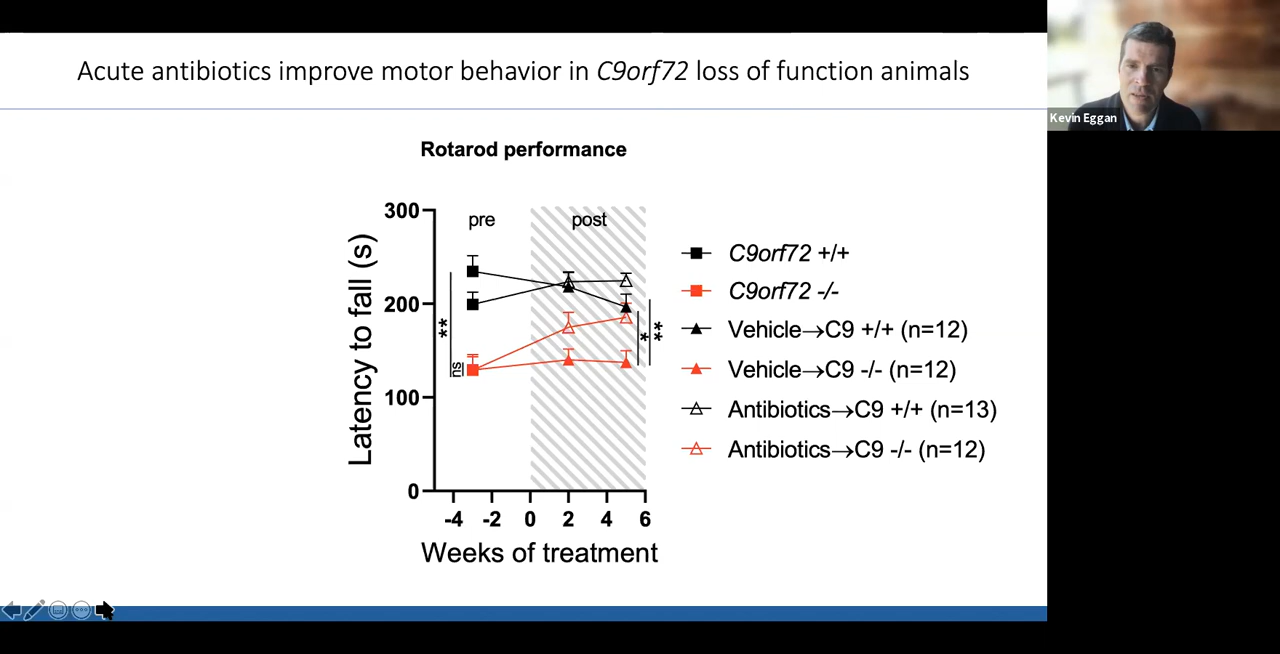 Acute antibiotics improve motor behavior in C9orf72 loss of function animals
Kevin Eggan
Rotarod performance
300
200
100
0
Latency to fall (s)
pre
post
**
ns
*
**
-4 -2 0 2 4 6
Weeks of treatment
C9orf72 +/+
C9orf72 -/-
Vehicle→C9 +/+ (n=12)
Vehicle→C9 -/- (n=12)
Antibiotics→C9 +/+ (n=13)
Antibiotics→C9 -/- (n=12)